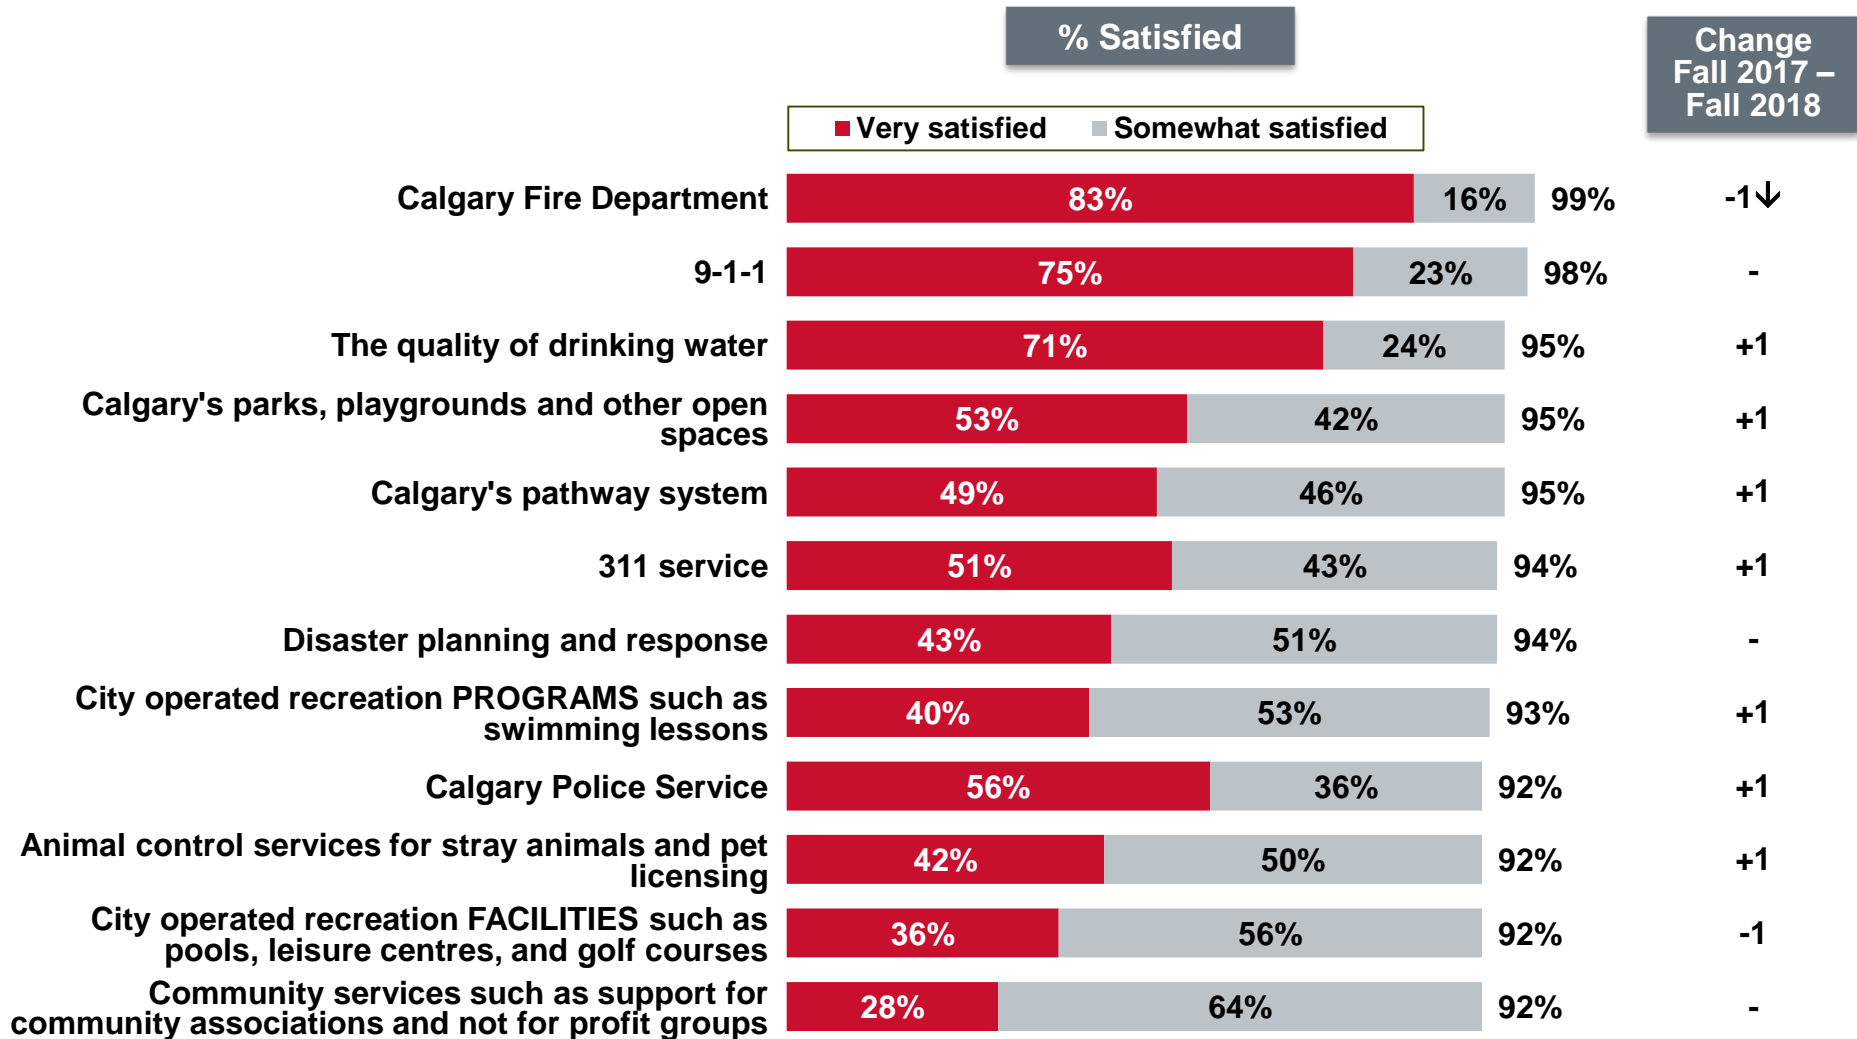 % Satisfied
Change
Fall 2017 –
Fall 2018
Very satisfied Somewhat satisfied
Calgary Fire Department 83% 16% 99% -1↓
9-1-1 75% 23% 98% -
The quality of drinking water 71% 24% 95% +1
Calgary's parks, playgrounds and other open
spaces 53% 42% 95% +1
Calgary's pathway system 49% 46% 95% +1
311 service 51% 43% 94% +1
Disaster planning and response 43% 51% 94% -
City operated recreation PROGRAMS such as
swimming lessons 40% 53% 93% +1
Calgary Police Service 56% 36% 92% +1
Animal control services for stray animals and pet
licensing 42% 50% 92% +1
City operated recreation FACILITIES such as
pools, leisure centres, and golf courses 36% 56% 92% -1
Community services such as support for
community associations and not for profit groups 28% 64% 92% -